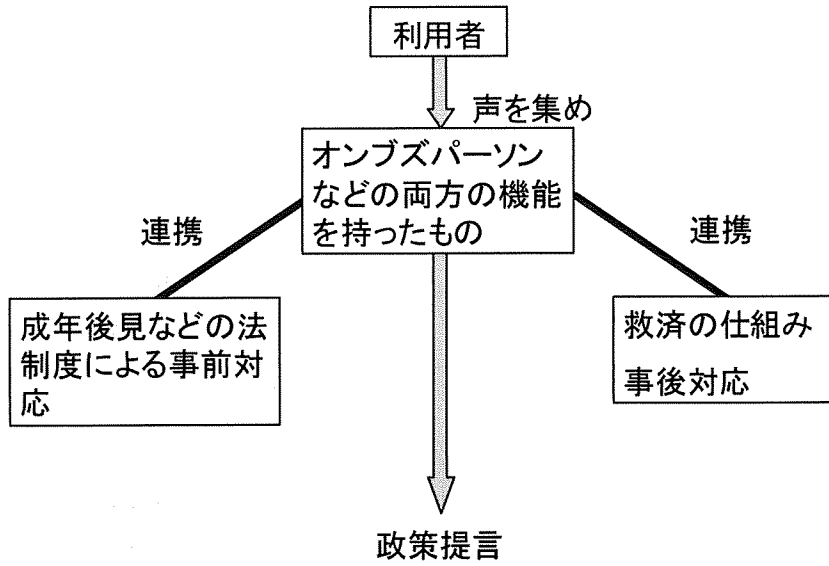 利用者
声を集め
オンブズパーソン
などの両方の機能
を持ったもの
連携
連携
成年後見などの法
制度による事前対
応
救済の仕組み
事後対応
政策提言